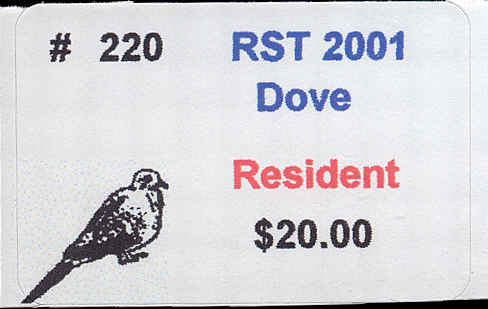 # 220 RST 2001
Dove
Resident
$20.00